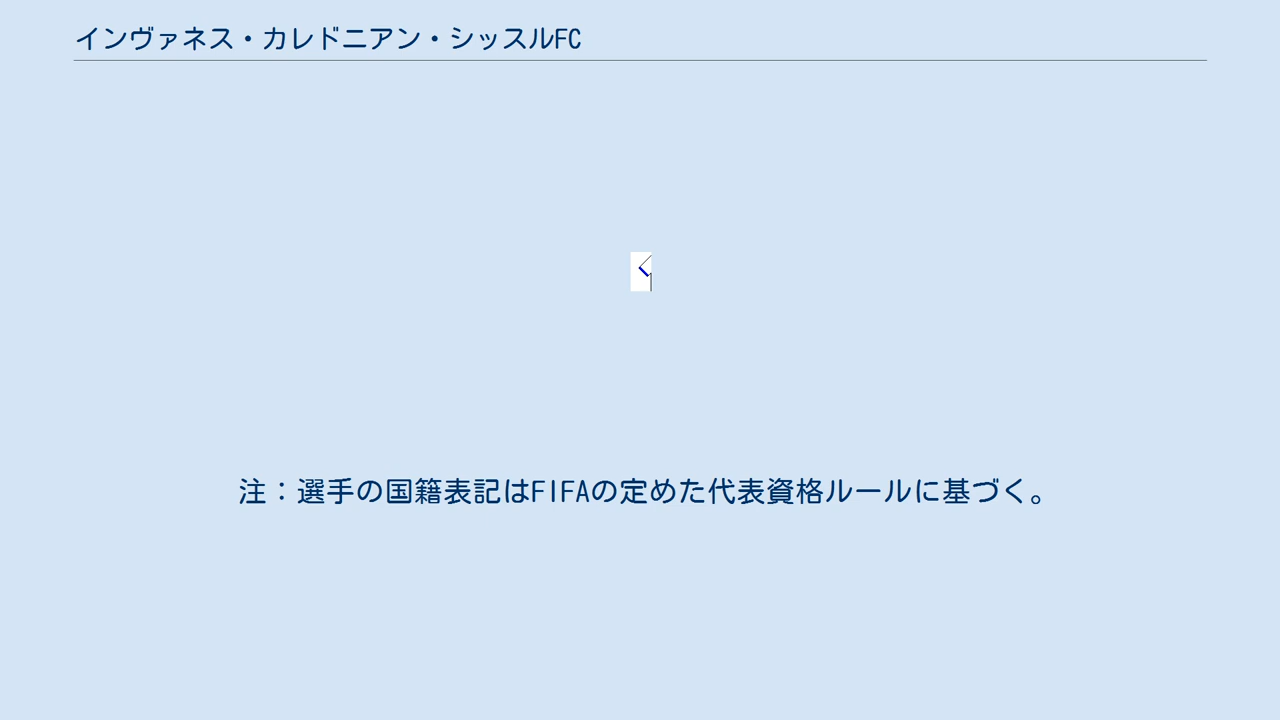 インヴァネス・カレドニアン・シッスルFC
注：選手の国籍表記はFIFAの定めた代表資格ルールに基づく。